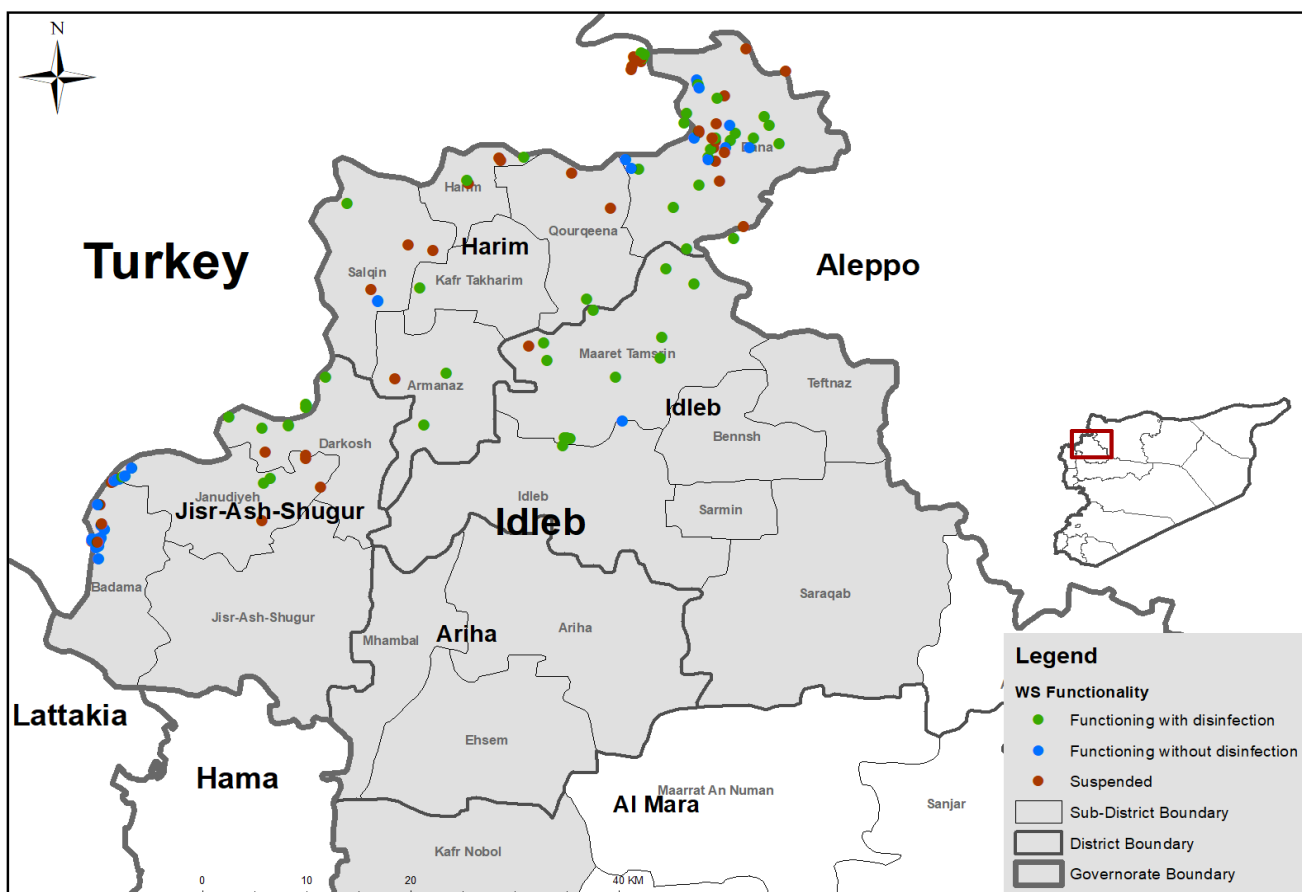 N
Dana
Harim
Harim
Qourqeena
Turkey
Aleppo
Salqin
Kafr Takharim
Maaret Tamsrin
Armanaz
Teftnaz
Idleb
Bennsh
Darkosh
Janudiyeh
Jisr-Ash-Shugur
Idleb
Idleb
Sarmin
Badama
Jisr-Ash-Shugur
Saraqab
Mhambal
Ariha
Ariha
Lattakia
Ehsem
Hama
Maarrat An Numan
Al Mara
Sanjar
Kafr Nobol
0 20 40 KM
Legend
WS Functionality
Functioning with disinfection
Functioning without disinfection
Suspended
Sub-District Boundary
District Boundary
Governorate Boundary